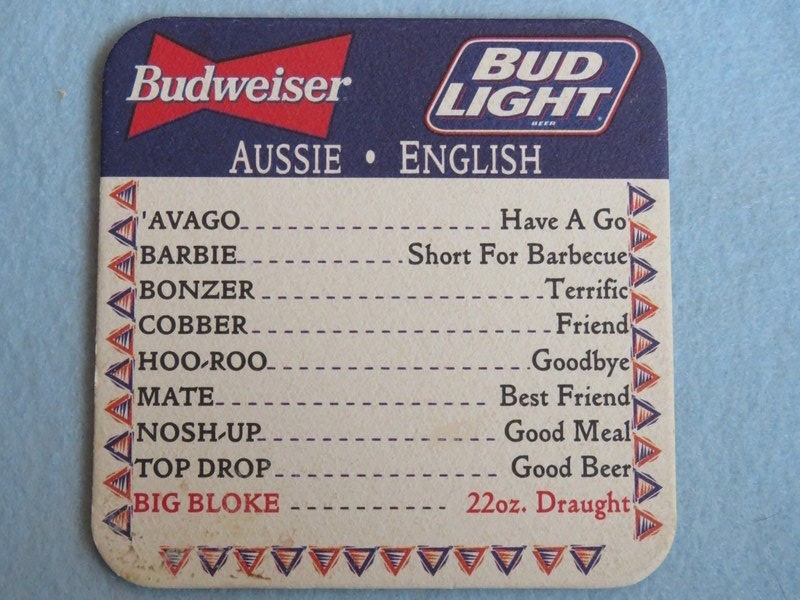 Budweiser
BUD
LIGHT
BEER
AUSSIE • ENGLISH
'AVAGO Have A Go
BARBIE Short For Barbecue
BONZER Terrific
COBBER Friend
HOO-ROO Goodbye
MATE Best Friend
NOSH-UP Good Meal
TOP DROP Good Beer
BIG BLOKE 22oz. Draught